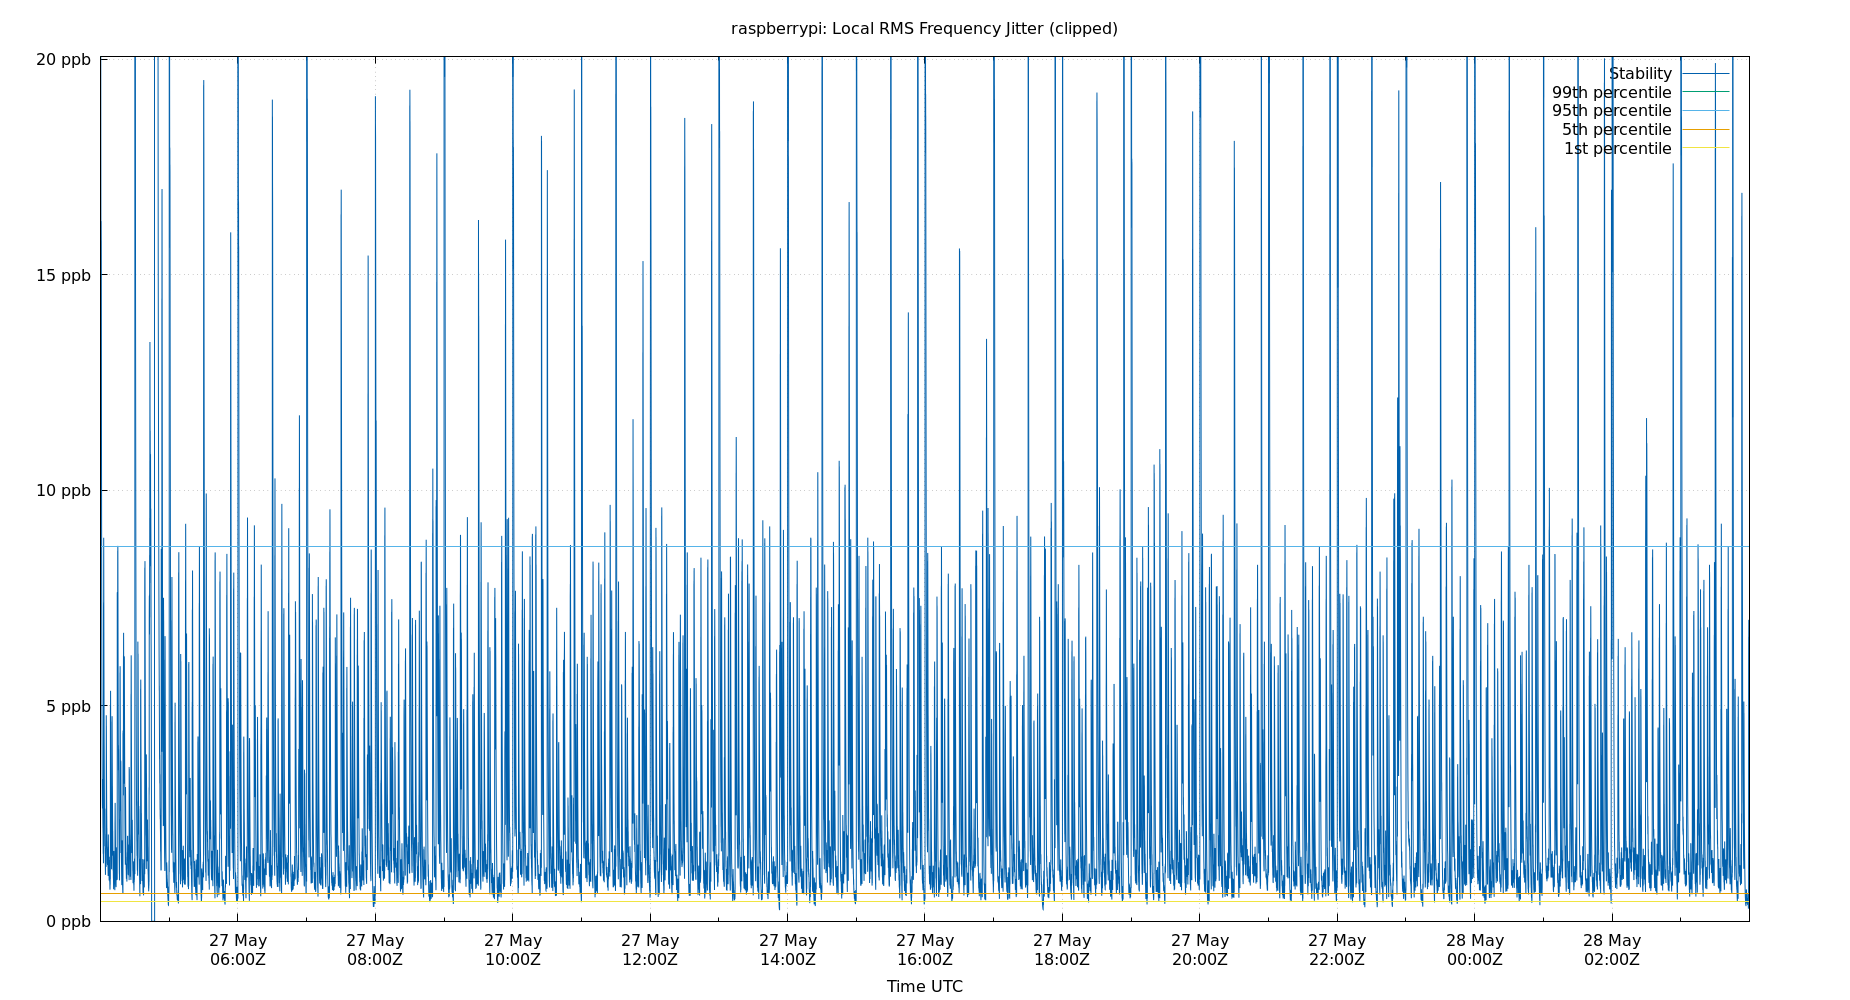 raspberrypi: Local RMS Frequency Jitter (clipped)
20 ppb
15 ppb
10 ppb
5 ppb
0 ppb
Stability
99th percentile
95th percentile
5th percentile
1st percentile
27 May 27 May 27 May 27 May 27 May 27 May 27 May 27 May 27 May 28 May 28 May
06:00Z 08:00Z 10:00Z 12:00Z 14:00Z 16:00Z 18:00Z 20:00Z 22:00Z 00:00Z 02:00Z
Time UTC